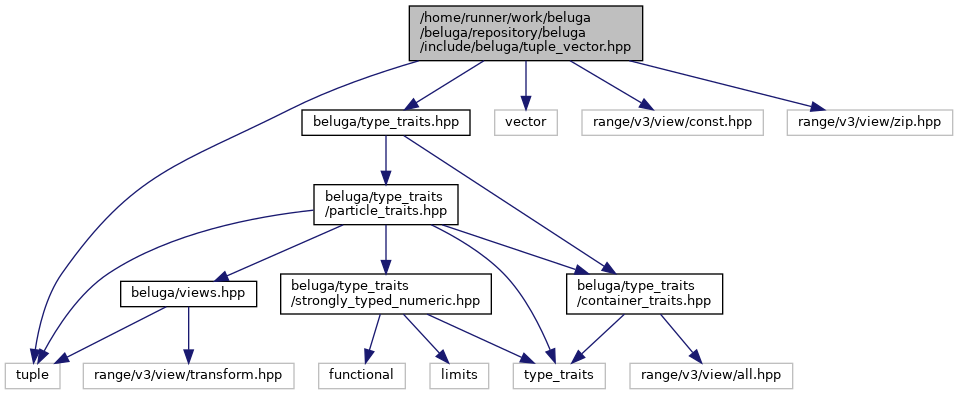 /home/runner/work/beluga
/beluga/repository/beluga
/include/beluga/tuple_vector.hpp
beluga/type_traits.hpp
vector
range/v3/view/const.hpp
range/v3/view/zip.hpp
beluga/type_traits
/particle_traits.hpp
beluga/views.hpp
beluga/type_traits
/strongly_typed_numeric.hpp
beluga/type_traits
/container_traits.hpp
tuple
range/v3/view/transform.hpp
functional
limits
type_traits
range/v3/view/all.hpp